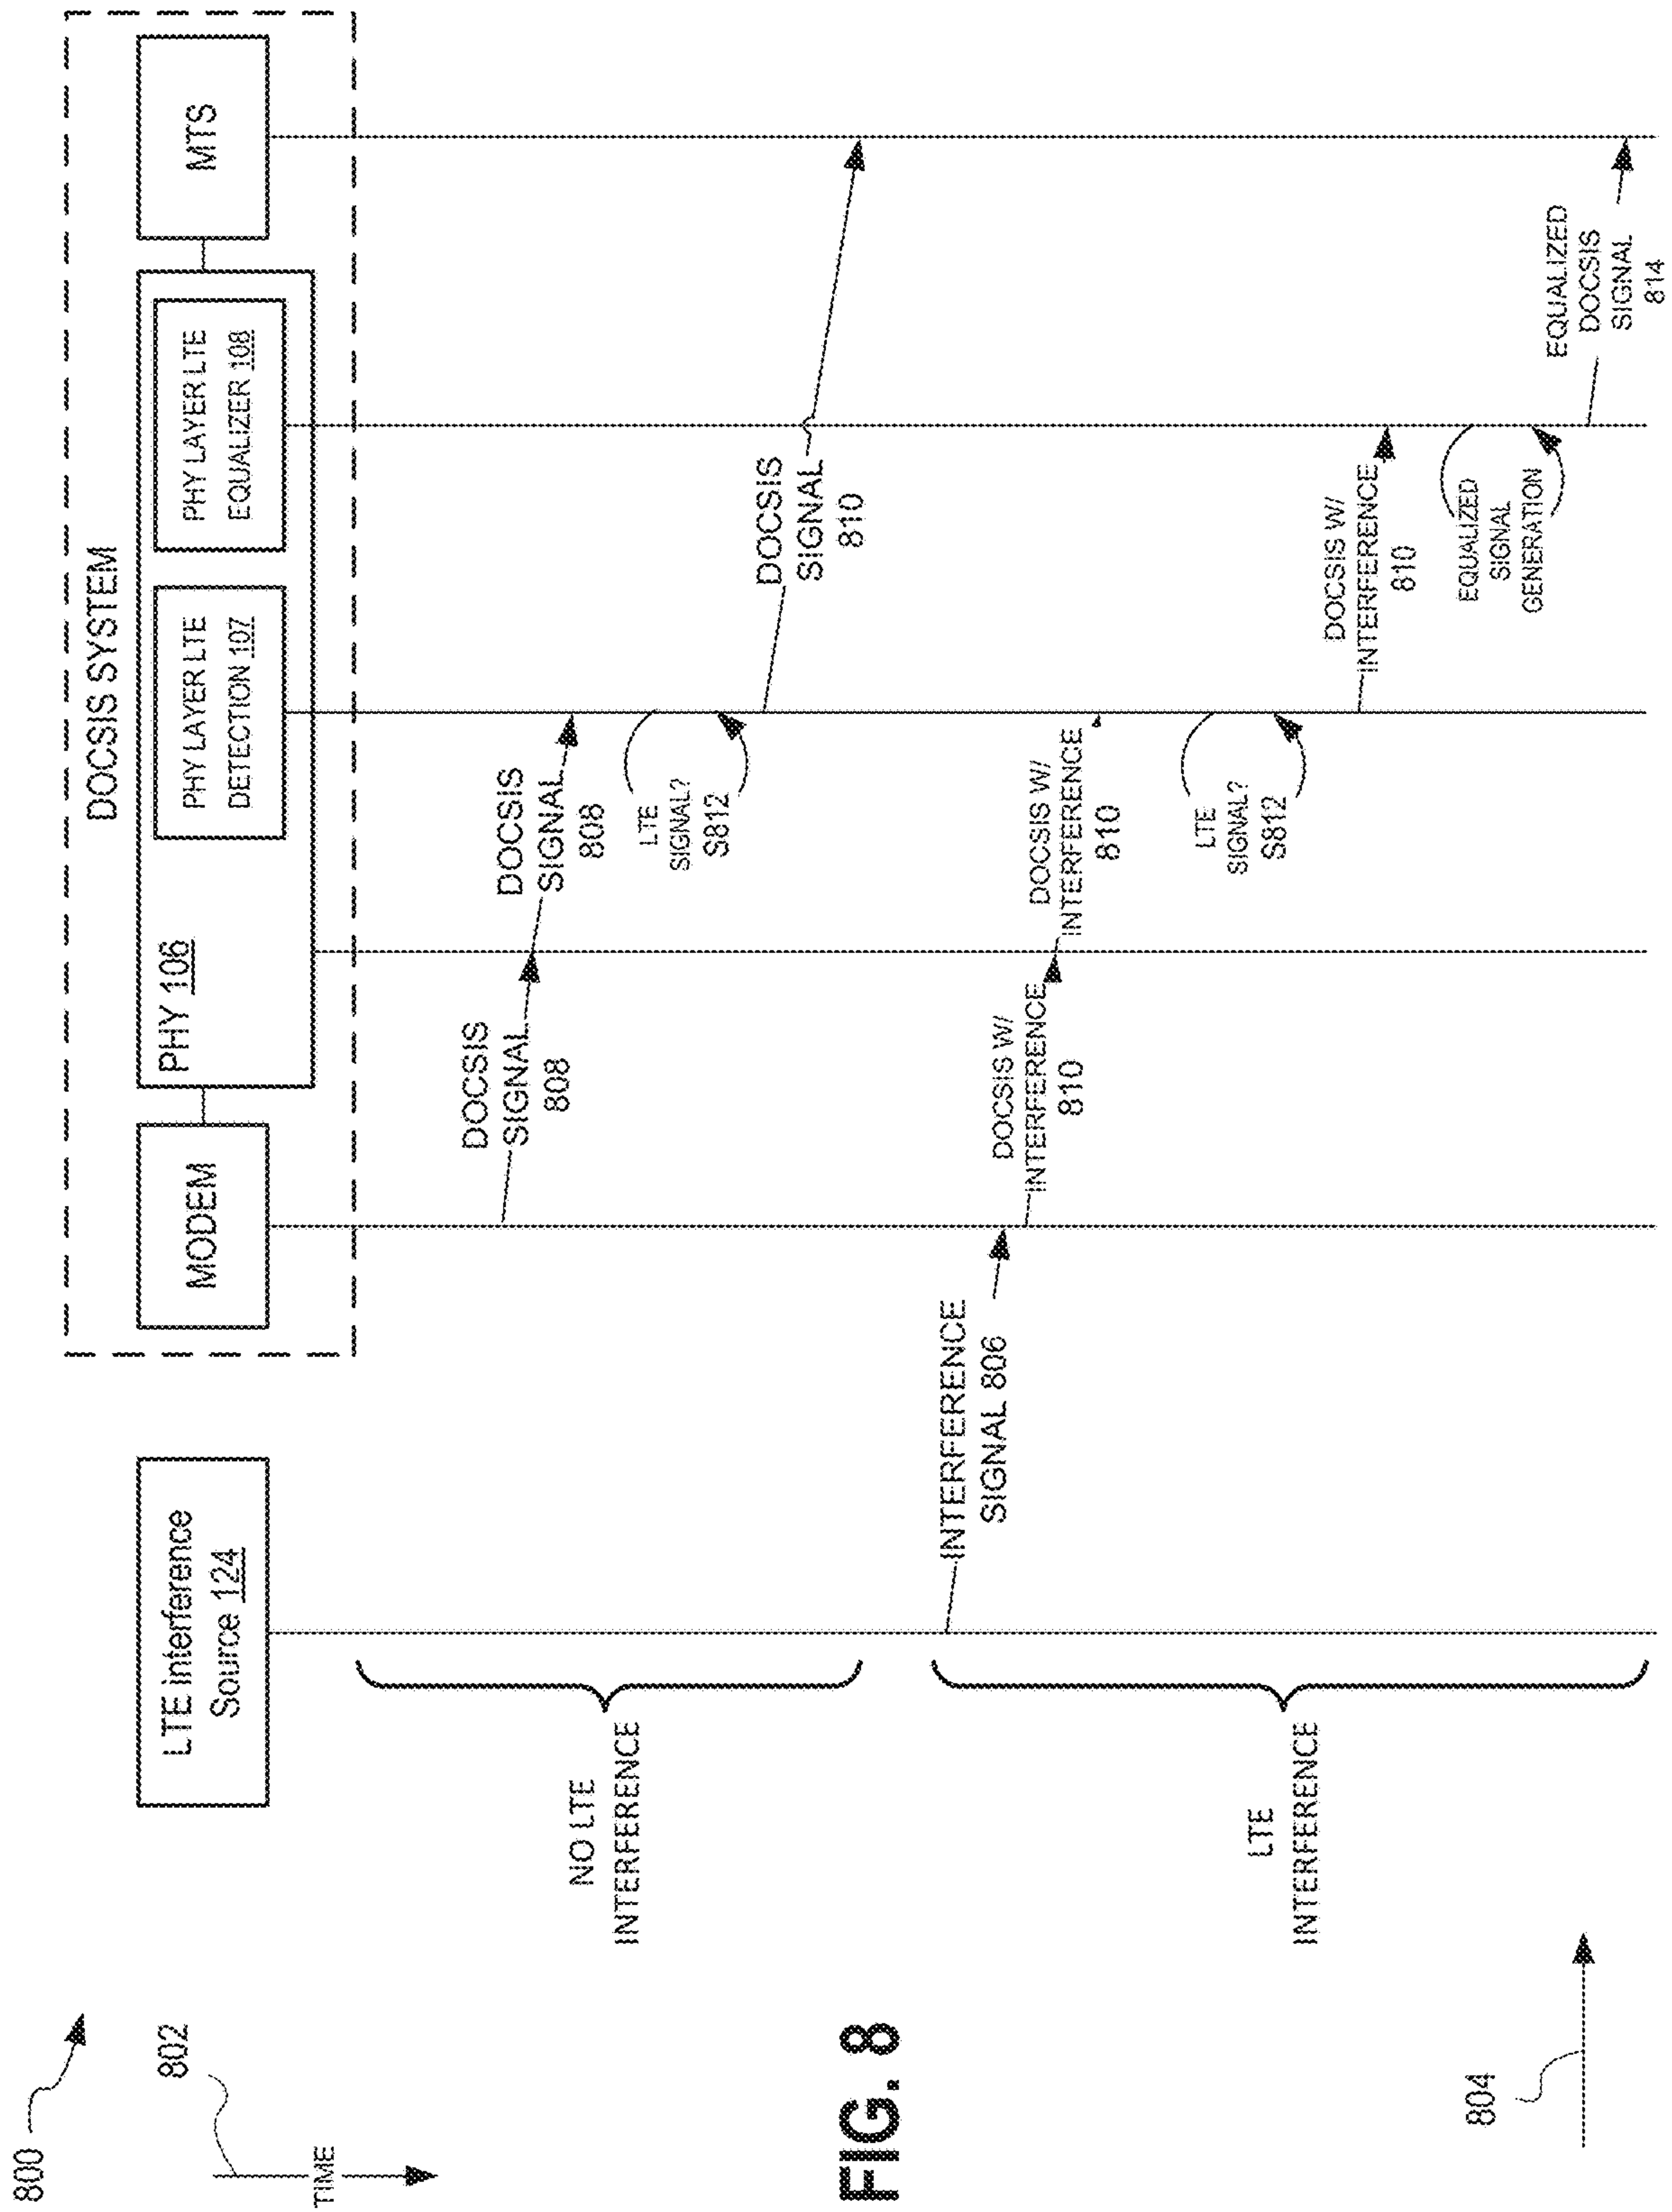 800
802
TIME
DOCSIS SYSTEM
LTE Interference
Source 124
MODEM
PHY 106
PHY LAYER LTE
DETECTION 107
PHY LAYER LTE
EQUALIZER 108
MTS
NO LTE
INTERFERENCE
DOCSIS
SIGNAL
808
DOCSIS
SIGNAL
808
LTE
SIGNAL?
S812
DOCSIS
SIGNAL
810
LTE
INTERFERENCE
INTERFERENCE
SIGNAL 806
DOCSIS W/
INTERFERENCE
810
DOCSIS W/
INTERFERENCE
810
LTE
SIGNAL?
S812
DOCSIS W/
INTERFERENCE
810
EQUALIZED
SIGNAL
GENERATION
EQUALIZED
DOCSIS
SIGNAL
814
804
FIG. 8